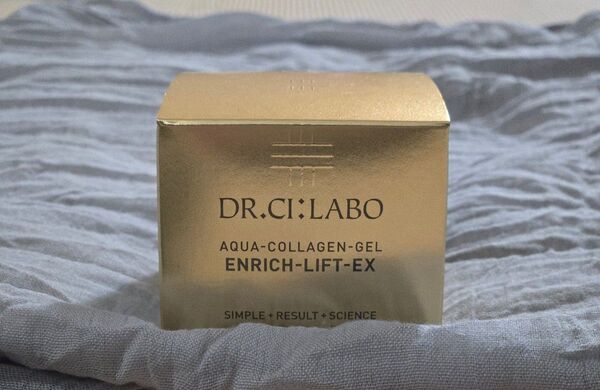 DR.CI:LABO
AQUA-COLLAGEN-GEL
ENRICH-LIFT-EX
SIMPLE+RESULT+SCIENCE